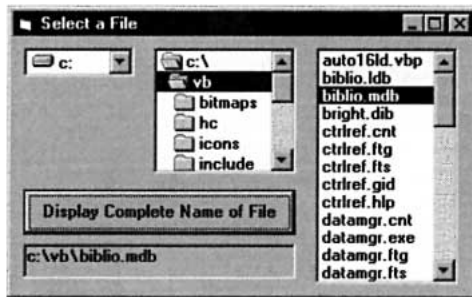 Select a File
c:
c:\
vb
bitmaps
hc
icons
include
auto16ld.vbp
biblio.ldb
biblio.mdb
bright.dib
ctrlref.cnt
ctrlref.ftg
ctrlref.fts
ctrlref.gid
ctrlref.hlp
datamgr.cnt
datamgr.exe
datamgr.ftg
datamgr.fts
Display Complete Name of File
c:\vb\biblio.mdb